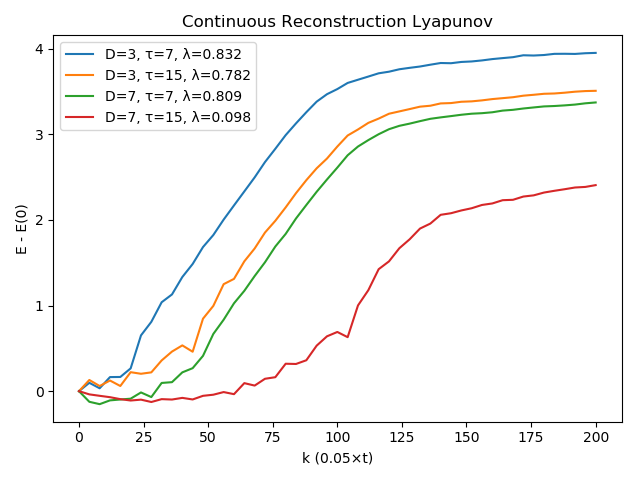 Continuous Reconstruction Lyapunov
D=3, τ=7, λ=0.832
D=3, τ=15, λ=0.782
D=7, τ=7, λ=0.809
D=7, τ=15, λ=0.098
E - E(0)
4
3
2
1
0
0 25 50 75 100 125 150 175 200
k (0.05×t)